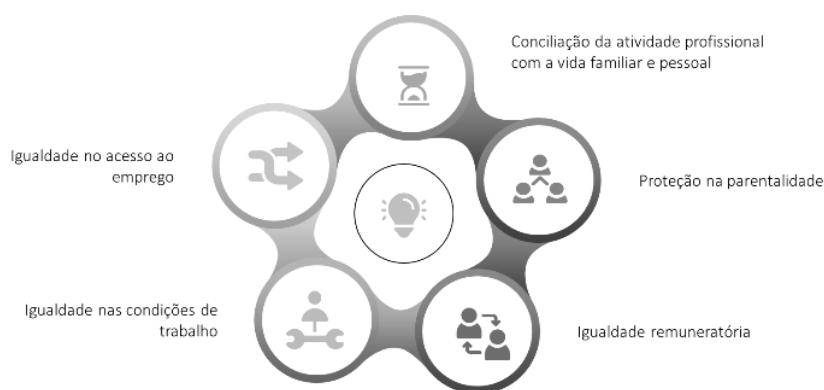 Conciliação da atividade profissional
com a vida familiar e pessoal
Igualdade no acesso ao
emprego
Proteção na parentalidade
Igualdade nas condições de
trabalho
Igualdade remuneratória